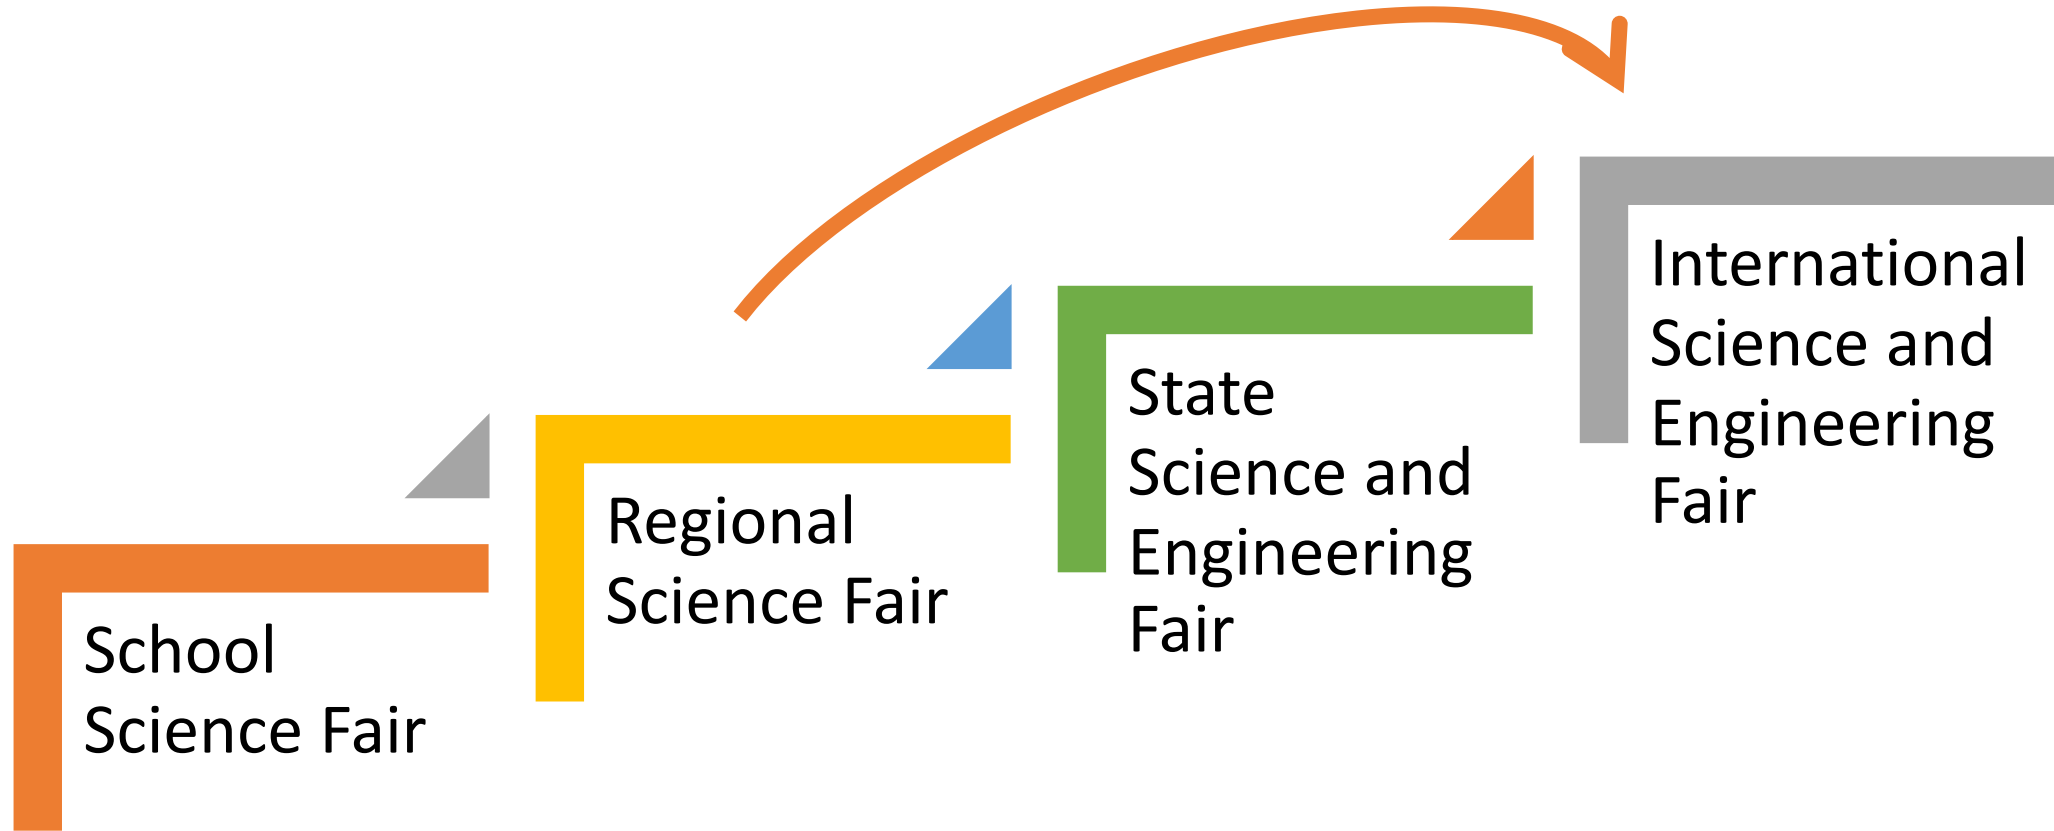 School
Science Fair
Regional
Science Fair
State
Science and
Engineering
Fair
International
Science and
Engineering
Fair